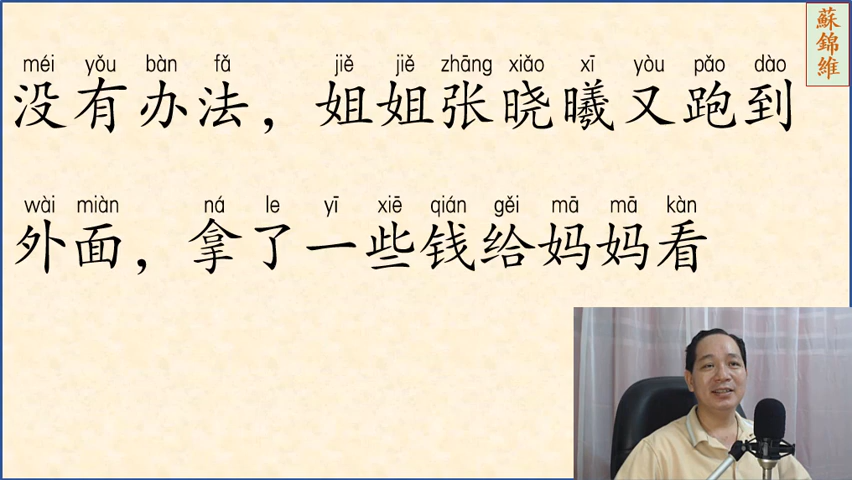 蘇錦維
méi yǒu bàn fǎ jiě jiě zhāng xiǎo xī yòu pǎo dào
没有办法，姐姐张晓曦又跑到
wài miàn ná le yī xiē qián gěi mā mā kàn
外面，拿了一些钱给妈妈看